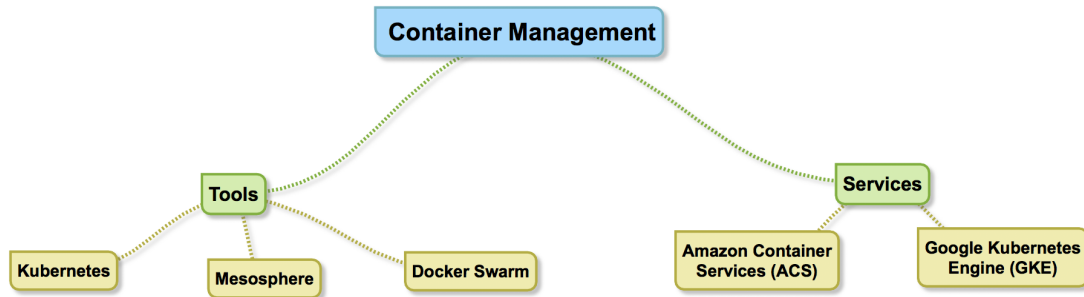 Container Management
Tools
Services
Kubernetes
Mesosphere
Docker Swarm
Amazon Container
Services (ACS)
Google Kubernetes
Engine (GKE)